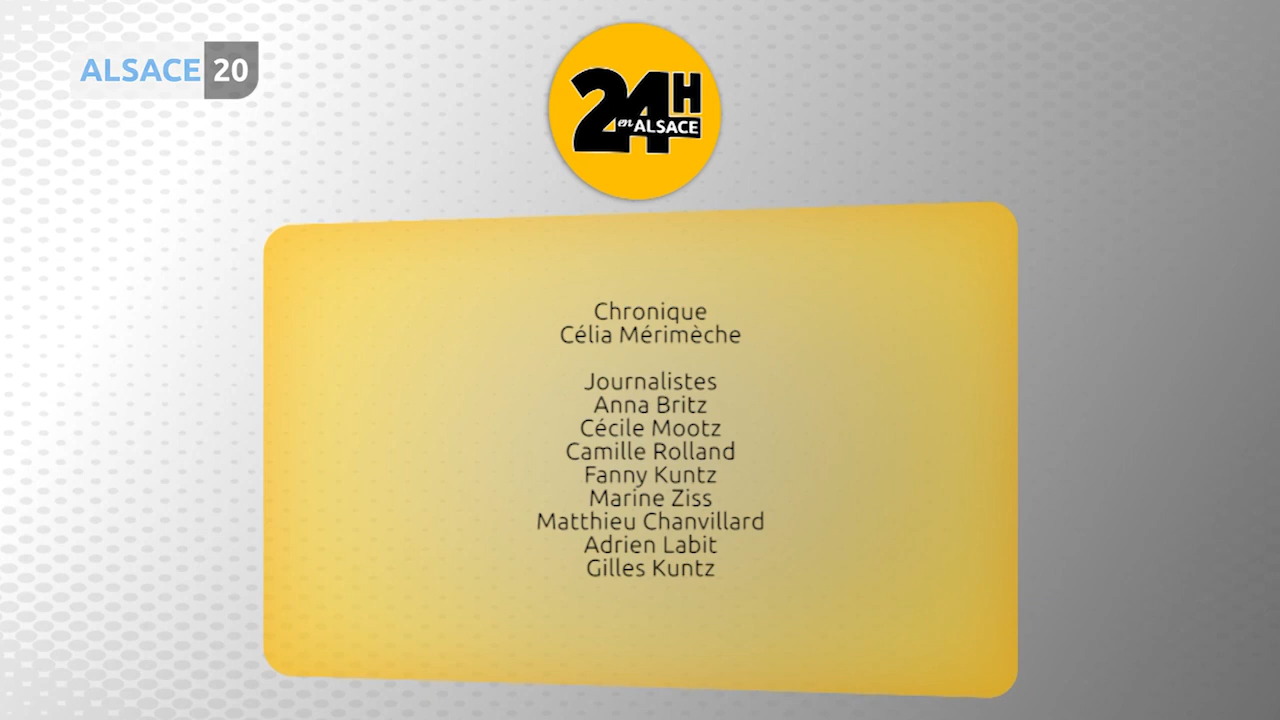 ALSACE 20
24H
en ALSACE
Chronique
Célia Mérimèche
Journalistes
Anna Britz
Cécile Mootz
Camille Rolland
Fanny Kuntz
Marine Ziss
Matthieu Chanvillard
Adrien Labit
Gilles Kuntz